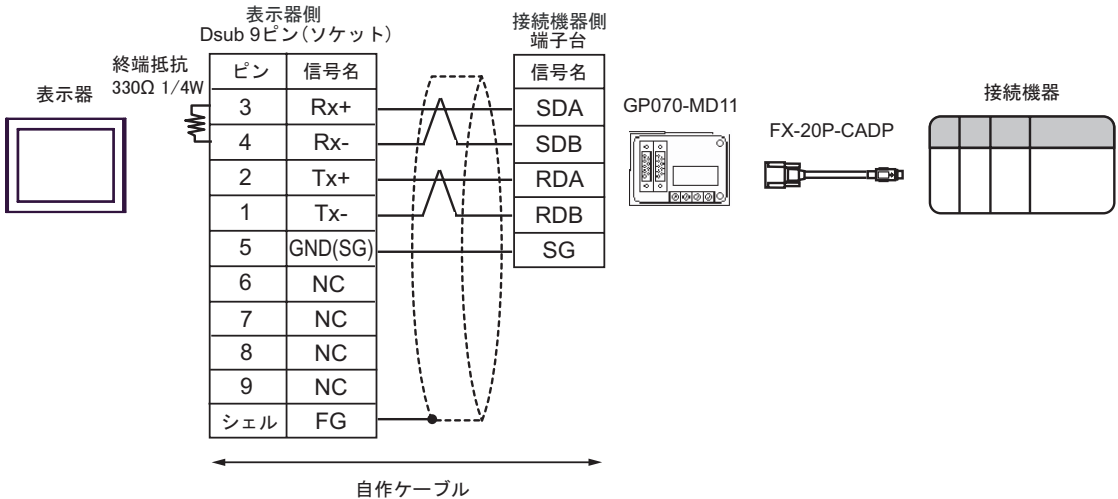 表示器側
Dsub 9ピン（ソケット）
接続機器側
端子台
終端抵抗
330Ω 1/4W
表示器
ピン 信号名 信号名
3 Rx+ SDA
4 Rx- SDB
2 Tx+ RDA
1 Tx- RDB
5 GND(SG) SG
6 NC
7 NC
8 NC
9 NC
シェル FG
GP070-MD11
FX-20P-CADP
接続機器
自作ケーブル